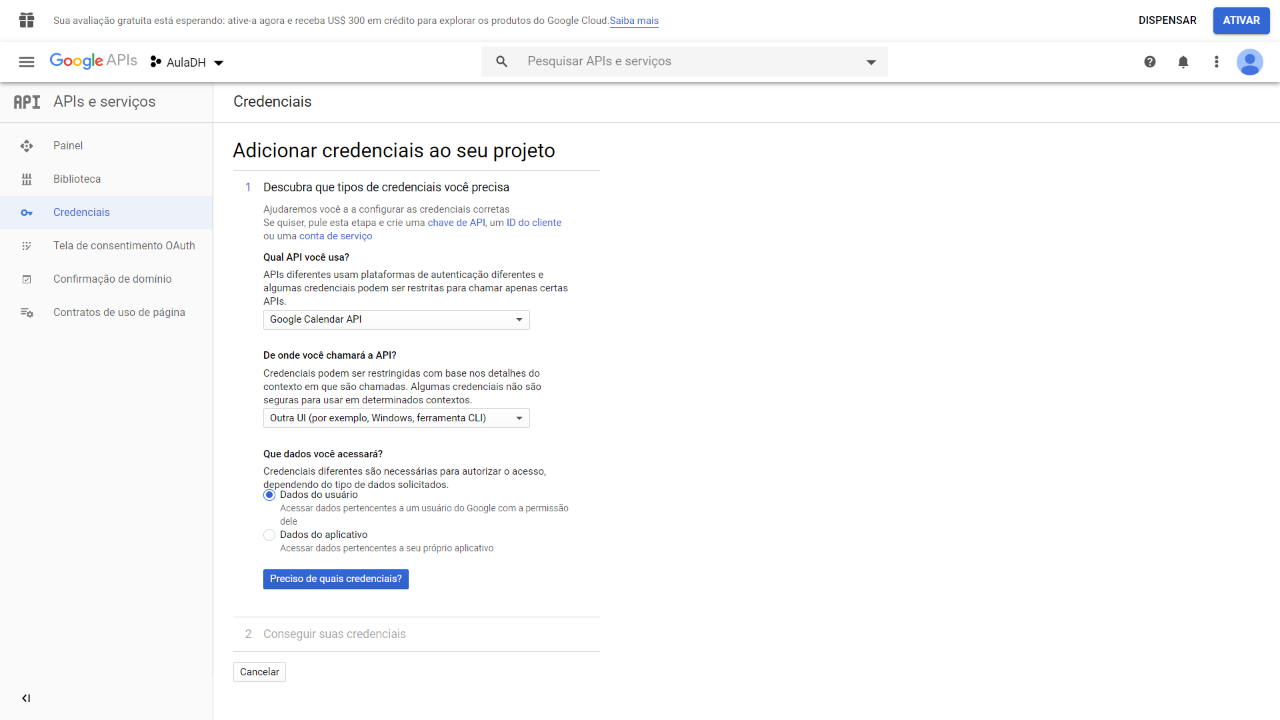 Sua avaliação gratuita está esperando: ative-a agora e receba US$ 300 em crédito para explorar os produtos do Google Cloud.Saiba mais
DISPENSAR
ATIVAR
Google APIs
AulaDH
Pesquisar APIs e serviços
API
APIs e serviços
Credenciais
Painel
Biblioteca
Credenciais
Tela de consentimento OAuth
Confirmação de domínio
Contratos de uso de página
Adicionar credenciais ao seu projeto
1 Descubra que tipos de credenciais você precisa
Ajudaremos você a a configurar as credenciais corretas
Se quiser, pule esta etapa e crie uma chave de API, um ID do cliente
ou uma conta de serviço
Qual API você usa?
APIs diferentes usam plataformas de autenticação diferentes e
algumas credenciais podem ser restritas para chamar apenas certas
APIs.
Google Calendar API
De onde você chamará a API?
Credenciais podem ser restringidas com base nos detalhes do
contexto em que são chamadas. Algumas credenciais não são
seguras para usar em determinados contextos.
Outra UI (por exemplo, Windows, ferramenta CLI)
Que dados você acessará?
Credenciais diferentes são necessárias para autorizar o acesso,
dependendo do tipo de dados solicitados.
Dados do usuário
Acessar dados pertencentes a um usuário do Google com a permissão
dele
Dados do aplicativo
Acessar dados pertencentes a seu próprio aplicativo
Preciso de quais credenciais?
2 Conseguir suas credenciais
Cancelar